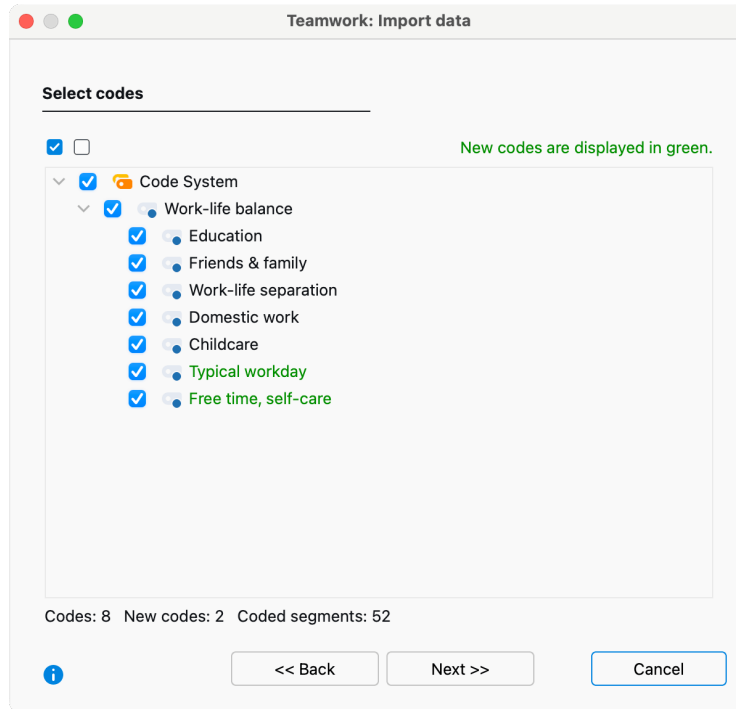 Teamwork: Import data
Select codes
New codes are displayed in green.
Code System
Work-life balance
Education
Friends & family
Work-life separation
Domestic work
Childcare
Typical workday
Free time, self-care
Codes: 8 New codes: 2 Coded segments: 52
<< Back Next >> Cancel